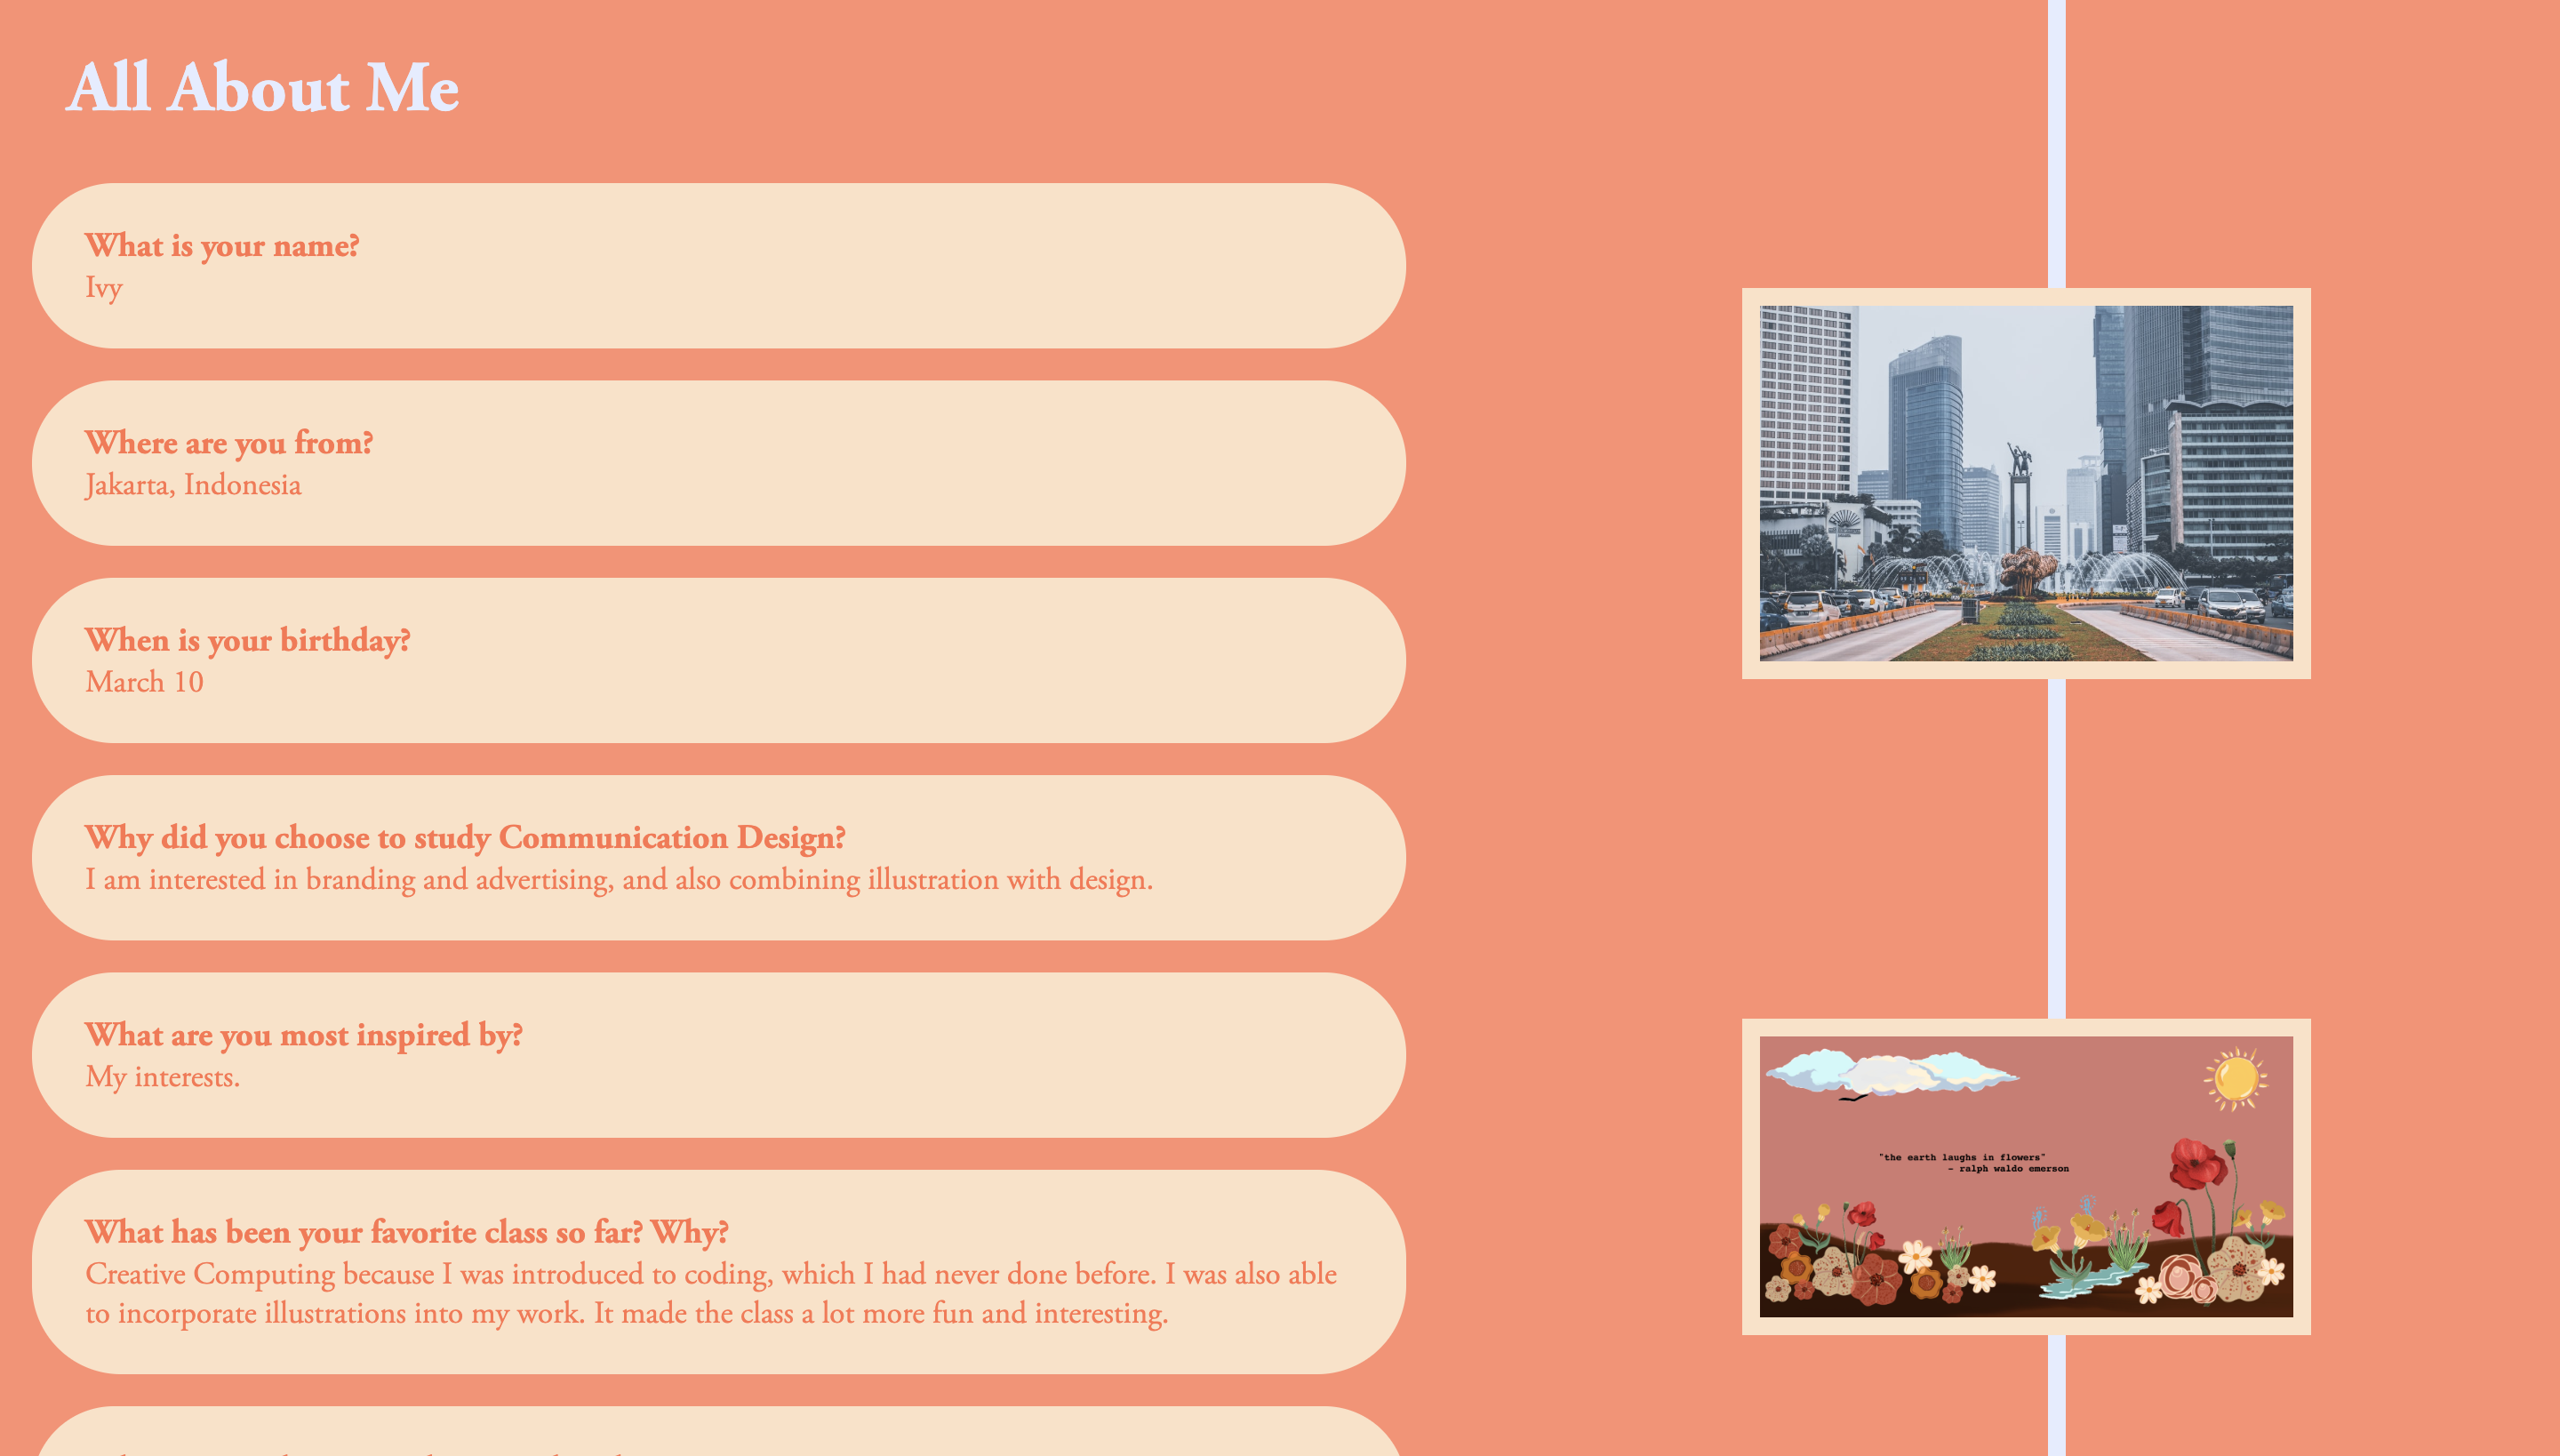 All About Me
What is your name?
Ivy
Where are you from?
Jakarta, Indonesia
When is your birthday?
March 10
Why did you choose to study Communication Design?
I am interested in branding and advertising, and also combining illustration with design.
What are you most inspired by?
My interests.
What has been your favorite class so far? Why?
Creative Computing because I was introduced to coding, which I had never done before. I was also able
to incorporate illustrations into my work. It made the class a lot more fun and interesting.
"the earth laughs in flowers"
- ralph waldo emerson